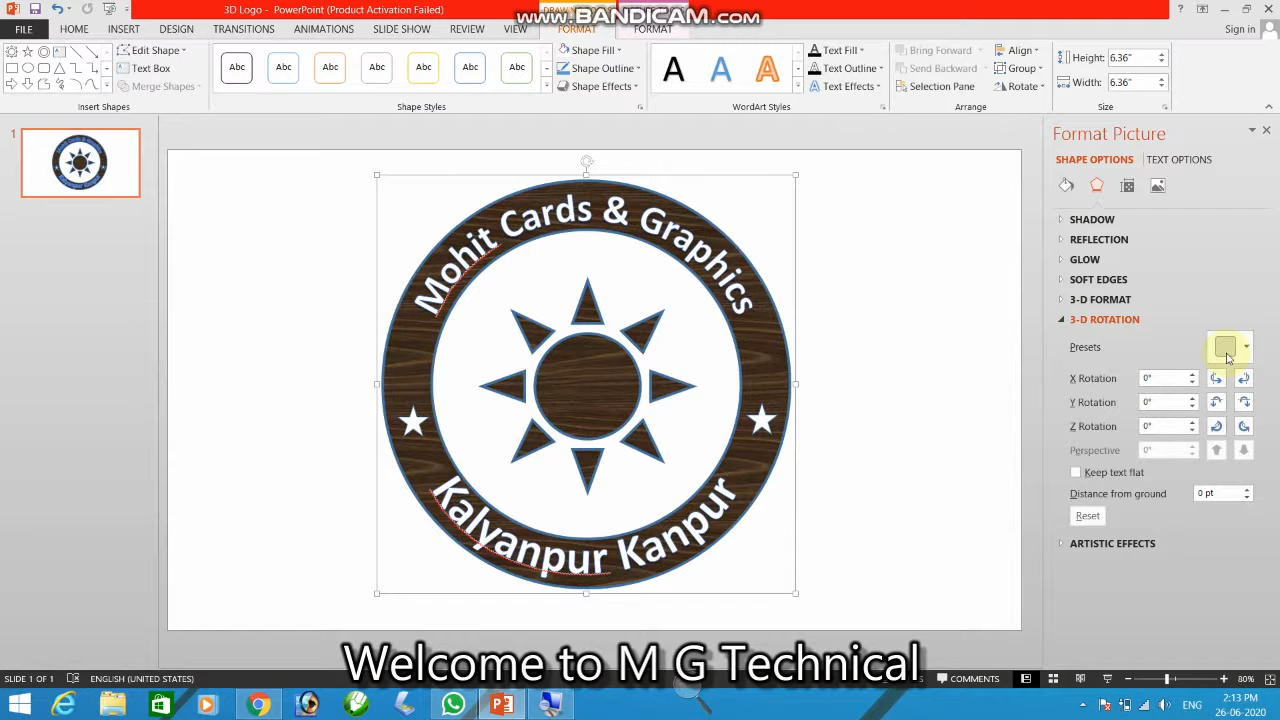 3D Logo - PowerPoint (Product Activation Failed)
www.BANDICAM.com
Sign in
FILE HOME INSERT DESIGN TRANSITIONS ANIMATIONS SLIDE SHOW REVIEW VIEW FORMAT FORMAT
Edit Shape
Text Box
Merge Shapes
Insert Shapes
Abc Abc Abc Abc Abc Abc Abc
Shape Styles
Shape Fill
Shape Outline
Shape Effects
A A A
WordArt Styles
Text Fill
Text Outline
Text Effects
Bring Forward
Send Backward
Selection Pane
Align
Group
Rotate
Arrange
Height: 6.36"
Width: 6.36"
Size
1
Mohit Cards & Graphics
Kalyanpur Kanpur
Format Picture
SHAPE OPTIONS TEXT OPTIONS
SHADOW
REFLECTION
GLOW
SOFT EDGES
3-D FORMAT
3-D ROTATION
Presets
X Rotation 0°
Y Rotation 0°
Z Rotation 0°
Perspective 0°
Keep text flat
Distance from ground 0 pt
Reset
ARTISTIC EFFECTS
Welcome to M G Technical
SLIDE 1 OF 1 ENGLISH (UNITED STATES) COMMENTS 80%
ENG 2:13 PM
26-06-2020